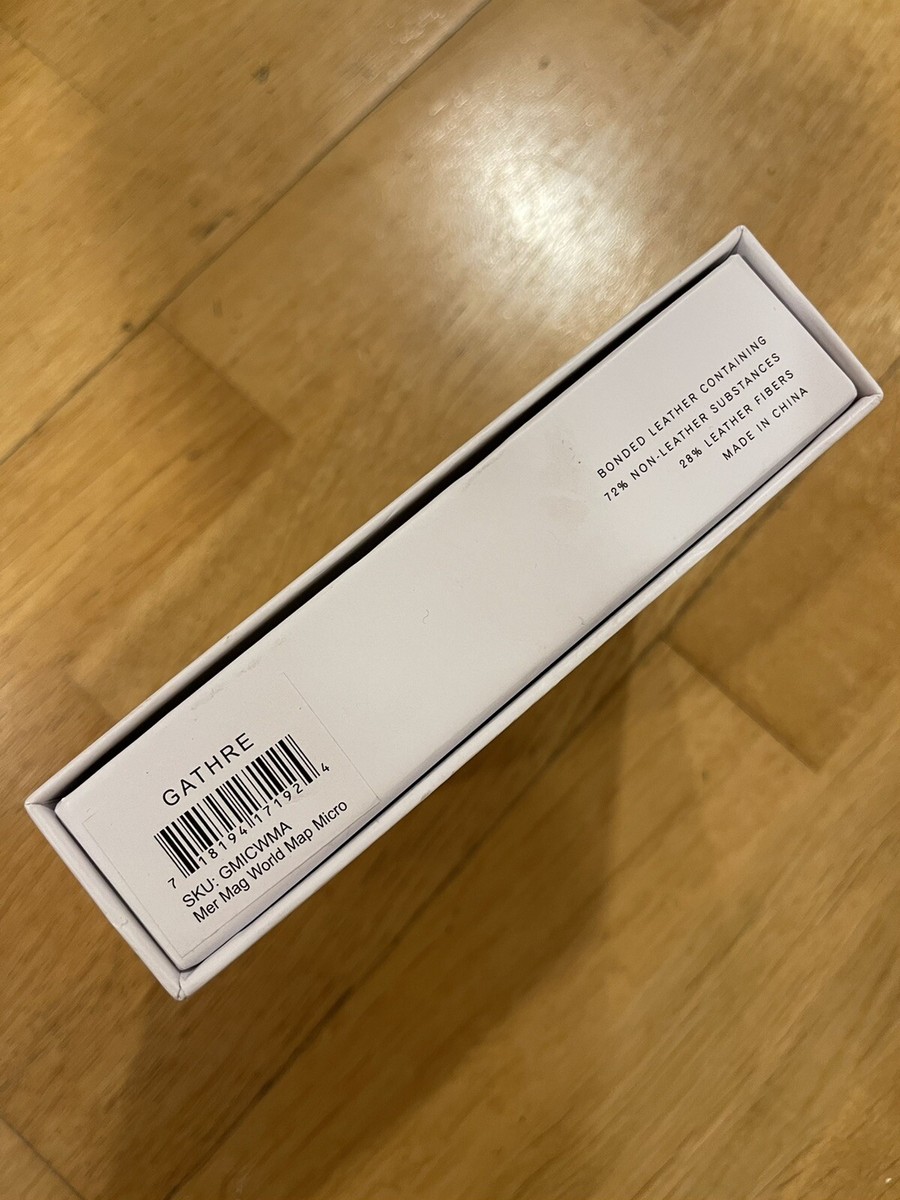 GATHRE
7 18194 17192 4
SKU: GMICWMA
Mer Mag World Map Micro
BONDED LEATHER CONTAINING
72% NON-LEATHER SUBSTANCES
28% LEATHER FIBERS
MADE IN CHINA